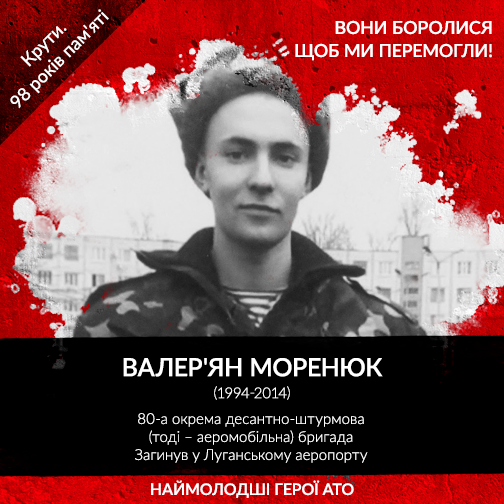 Крути.
98 років пам'яті
ВОНИ БОРОЛИСЯ
ЩОБ МИ ПЕРЕМОГЛИ!
ВАЛЕР'ЯН МОРЕНЮК
(1994-2014)
80-а окрема десантно-штурмова
(тоді – аеромобільна) бригада
Загинув у Луганському аеропорту
НАЙМОЛОДШІ ГЕРОЇ АТО